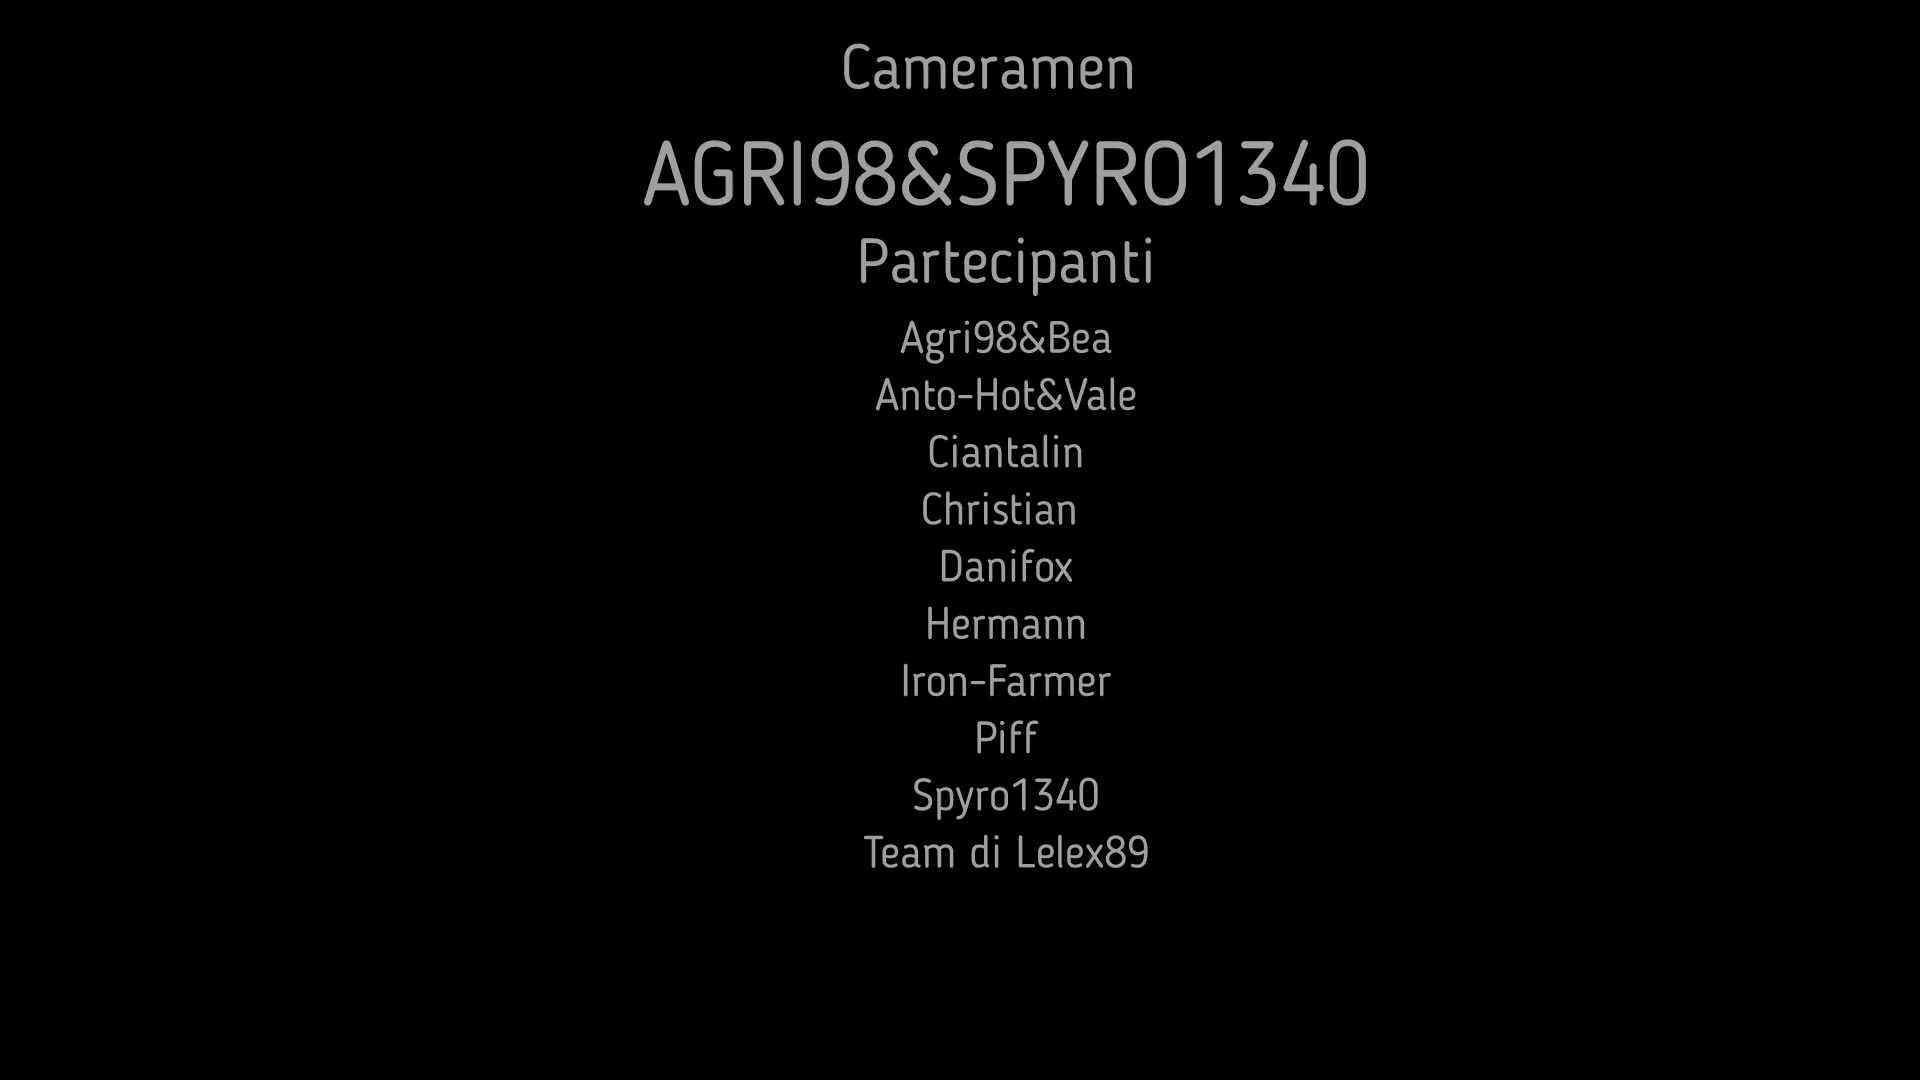 Cameramen
AGRI98&SPYRO1340
Partecipanti
Agri98&Bea
Anto-Hot&Vale
Ciantalin
Christian
Danifox
Hermann
Iron-Farmer
Piff
Spyro1340
Team di Lelex89